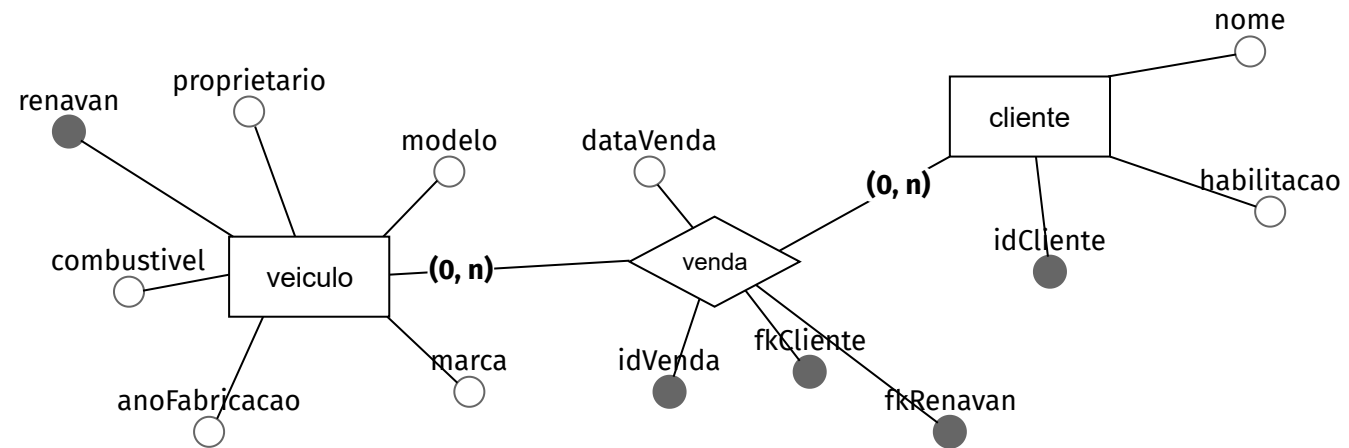 nome
proprietario
renavan
cliente
modelo
dataVenda
(0, n)
habilitacao
idCliente
combustivel
veiculo
(0, n)
venda
fkCliente
idVenda
marca
anoFabricacao
fkRenavan